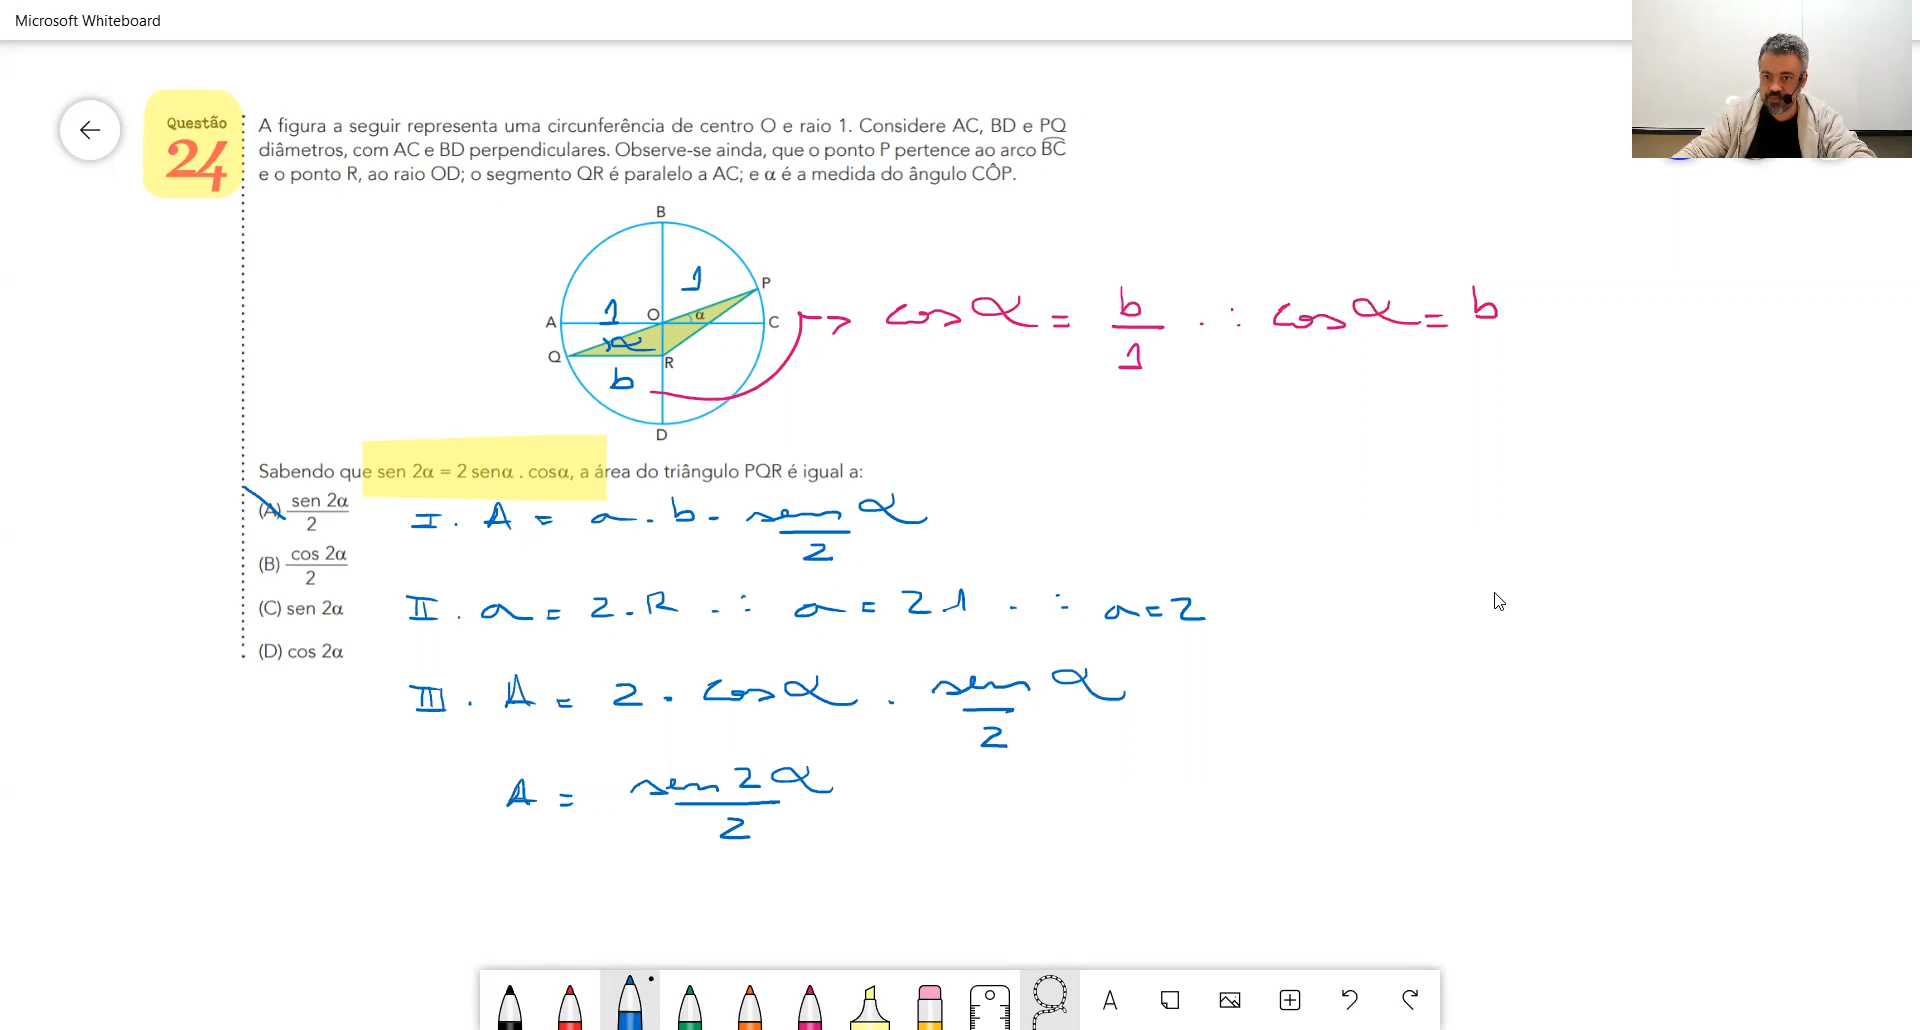 Microsoft Whiteboard
Questão
24
A figura a seguir representa uma circunferência de centro O e raio 1. Considere AC, BD e PQ
diâmetros, com AC e BD perpendiculares. Observe-se ainda, que o ponto P pertence ao arco BC
e o ponto R, ao raio OD; o segmento QR é paralelo a AC; e α é a medida do ângulo CÔP.
B
1
P
1
O
α
A
C
α
Q
R
b
D
cos α = b/1 ∴ cos α = b
Sabendo que sen 2α = 2 senα . cosα, a área do triângulo PQR é igual a:
(A) sen 2α/2
(B) cos 2α/2
(C) sen 2α
(D) cos 2α
I. A = a . b . sen α/2
II. a = 2 . R ∴ a = 2 1 ∴ a = 2
III. A = 2 . cos α . sen α/2
A = sen 2 α/2
A